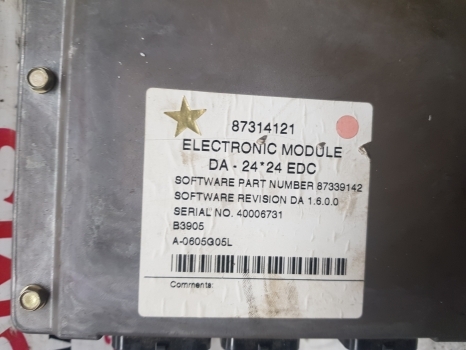 87314121
ELECTRONIC MODULE
DA - 24*24 EDC
SOFTWARE PART NUMBER 87339142
SOFTWARE REVISION DA 1.6.0.0
SERIAL NO. 40006731
B3905
A-0605G05L
Comments: